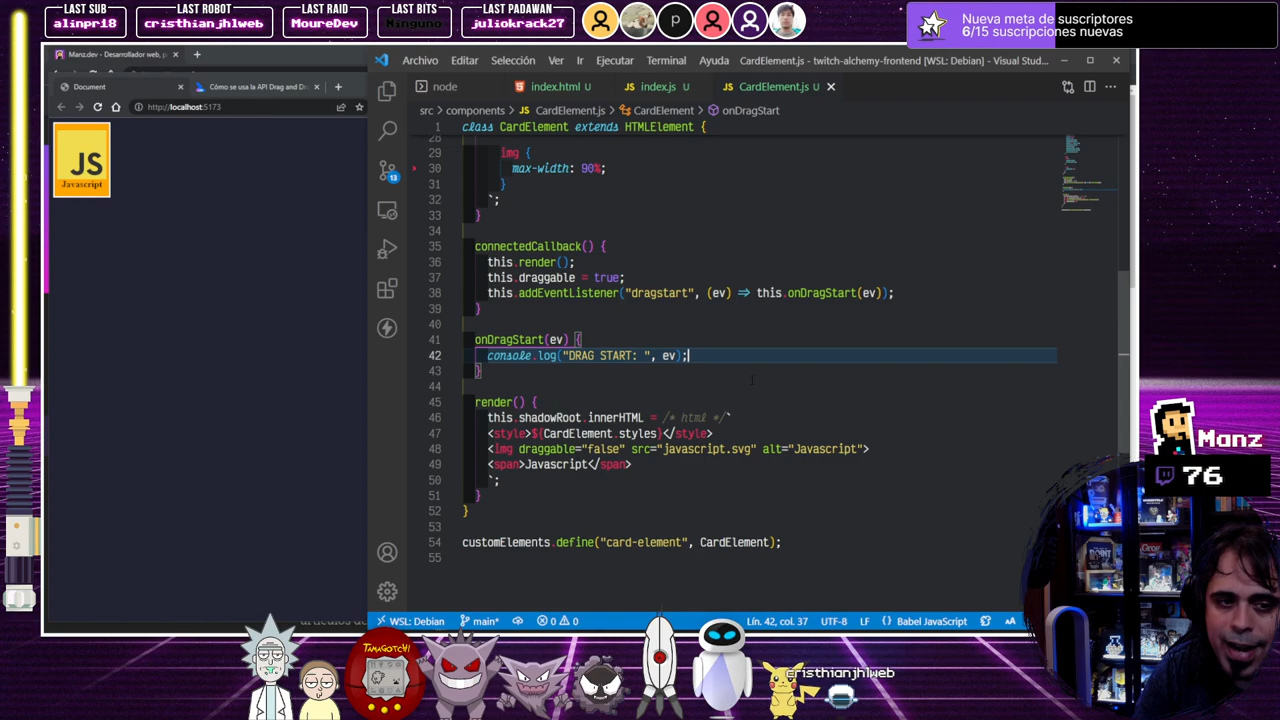 LAST SUB
alinpr18
LAST ROBOT
cristhianjhlweb
LAST RAID
MoureDev
LAST BITS
Ninguno
LAST PADAWAN
juliokrack27
p
Nueva meta de suscriptores
6/15 suscripciones nuevas
Manz.dev - Desarrollador web, p
Document
Cómo se usa la API Drag and Dr
http://localhost:5173
Archivo Editar Selección Ver Ir Ejecutar Terminal Ayuda CardElement.js - twitch-alchemy-frontend [WSL: Debian] - Visual Stud...
node
index.html U
index.js U
CardElement.js U
src > components > CardElement.js > CardElement > onDragStart
1 class CardElement extends HTMLElement {
28
29 img {
30 max-width: 90%;
31 }
32 `;
33 }
34
35 connectedCallback() {
36 this.render();
37 this.draggable = true;
38 this.addEventListener("dragstart", (ev) => this.onDragStart(ev));
39 }
40
41 onDragStart(ev) {
42 console.log("DRAG START: ", ev);
43 }
44
45 render() {
46 this.shadowRoot.innerHTML = /* html */`
47 <style>${CardElement.styles}</style>
48 <img draggable="false" src="javascript.svg" alt="Javascript">
49 <span>Javascript</span>
50 `;
51 }
52 }
53
54 customElements.define("card-element", CardElement);
55
JS
Javascript
13
WSL: Debian
main*
0 0
Lín. 42, col. 37
UTF-8
LF
Babel JavaScript
Manz
76
TAMAGOTCHI
cristhianjhlweb